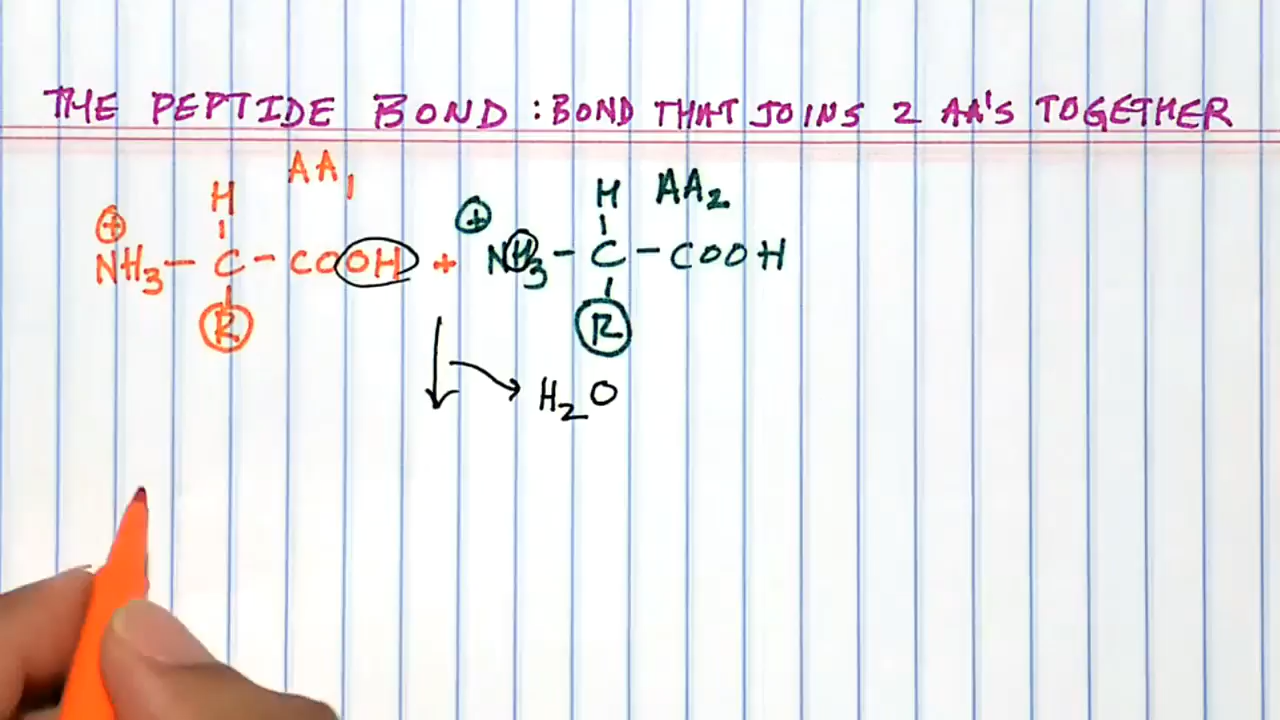 THE PEPTIDE BOND : BOND THAT JOINS 2 AA'S TOGETHER
H AA1 H AA2
+ +
NH3 - C - COOH + NH3 - C - COOH
R R
H2O